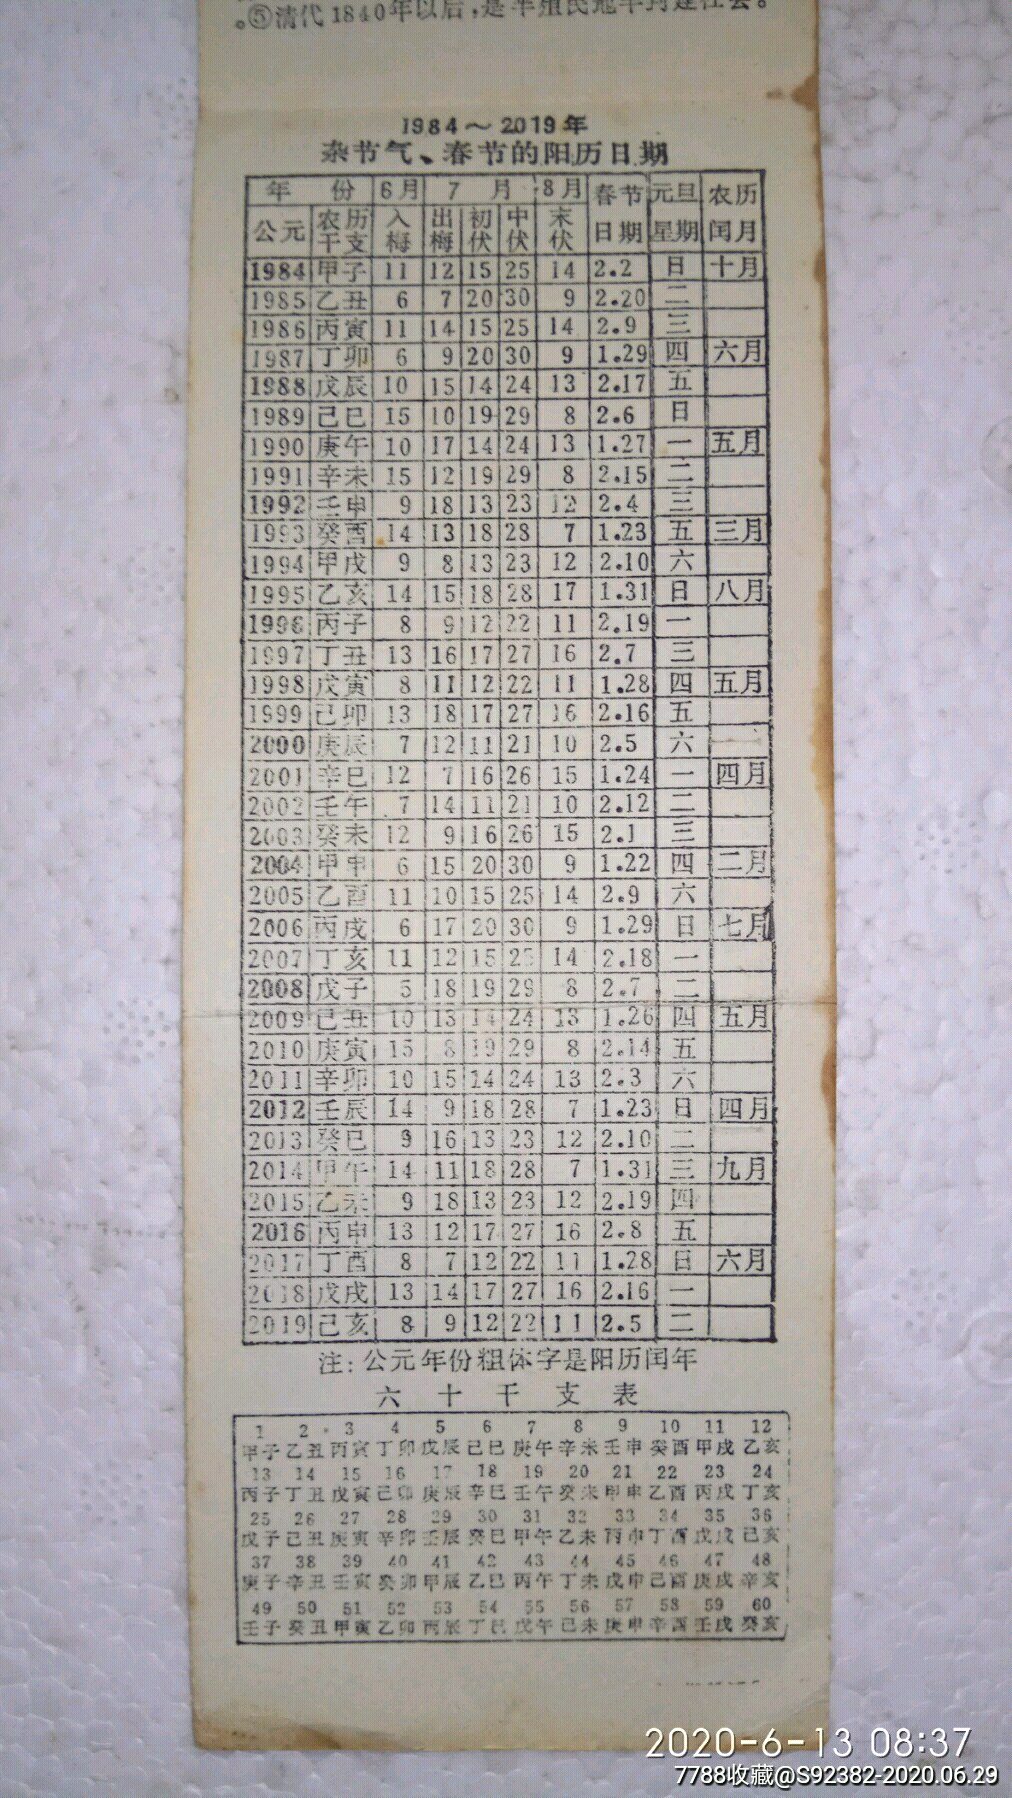 。⑤清代1840年以后,是半殖民地半封建社会。
1984～2019年
杂节气、春节的阳历日期
年 份 6月 7 月 8月 春节日期 元旦星期 农历闰月
公元 农历干支 入梅 出梅 初伏 中伏 末伏
1984 甲子 11 12 15 25 14 2.2 日 十月
1985 乙丑 6 7 20 30 9 2.20 二
1986 丙寅 11 14 15 25 14 2.9 三
1987 丁卯 6 9 20 30 9 1.29 四 六月
1988 戊辰 10 15 14 24 13 2.17 五
1989 己巳 15 10 19 29 8 2.6 日
1990 庚午 10 17 14 24 13 1.27 一 五月
1991 辛未 15 12 19 29 8 2.15 二
1992 壬申 9 18 13 23 12 2.4 三
1993 癸酉 14 13 18 28 7 1.23 五 三月
1994 甲戌 9 8 13 23 12 2.10 六
1995 乙亥 14 15 18 28 17 1.31 日 八月
1996 丙子 8 9 12 22 11 2.19 一
1997 丁丑 13 16 17 27 16 2.7 三
1998 戊寅 8 11 12 22 11 1.28 四 五月
1999 己卯 13 18 17 27 16 2.16 五
2000 庚辰 7 12 11 21 10 2.5 六
2001 辛巳 12 7 16 26 15 1.24 一 四月
2002 壬午 7 14 11 21 10 2.12 二
2003 癸未 12 9 16 26 15 2.1 三
2004 甲申 6 15 20 30 9 1.22 四 二月
2005 乙酉 11 10 15 25 14 2.9 六
2006 丙戌 6 17 20 30 9 1.29 日 七月
2007 丁亥 11 12 15 25 14 2.18 一
2008 戊子 5 18 19 29 8 2.7 二
2009 己丑 10 13 14 24 13 1.26 四 五月
2010 庚寅 15 8 19 29 8 2.14 五
2011 辛卯 10 15 14 24 13 2.3 六
2012 壬辰 14 9 18 28 7 1.23 日 四月
2013 癸巳 9 16 13 23 12 2.10 二
2014 甲午 14 11 18 28 7 1.31 三 九月
2015 乙未 9 18 13 23 12 2.19 四
2016 丙申 13 12 17 27 16 2.8 五
2017 丁酉 8 7 12 22 11 1.28 日 六月
2018 戊戌 13 14 17 27 16 2.16 一
2019 己亥 8 9 12 22 11 2.5 二
注:公元年份粗体字是阳历闰年
六十干支表
1 2 3 4 5 6 7 8 9 10 11 12
甲子 乙丑 丙寅 丁卯 戊辰 己巳 庚午 辛未 壬申 癸酉 甲戌 乙亥
13 14 15 16 17 18 19 20 21 22 23 24
丙子 丁丑 戊寅 己卯 庚辰 辛巳 壬午 癸未 甲申 乙酉 丙戌 丁亥
25 26 27 28 29 30 31 32 33 34 35 36
戊子 己丑 庚寅 辛卯 壬辰 癸巳 甲午 乙未 丙申 丁酉 戊戌 己亥
37 38 39 40 41 42 43 44 45 46 47 48
庚子 辛丑 壬寅 癸卯 甲辰 乙巳 丙午 丁未 戊申 己酉 庚戌 辛亥
49 50 51 52 53 54 55 56 57 58 59 60
壬子 癸丑 甲寅 乙卯 丙辰 丁巳 戊午 己未 庚申 辛酉 壬戌 癸亥
2020-6-13 08:37
7788收藏@S92382-2020.06.29